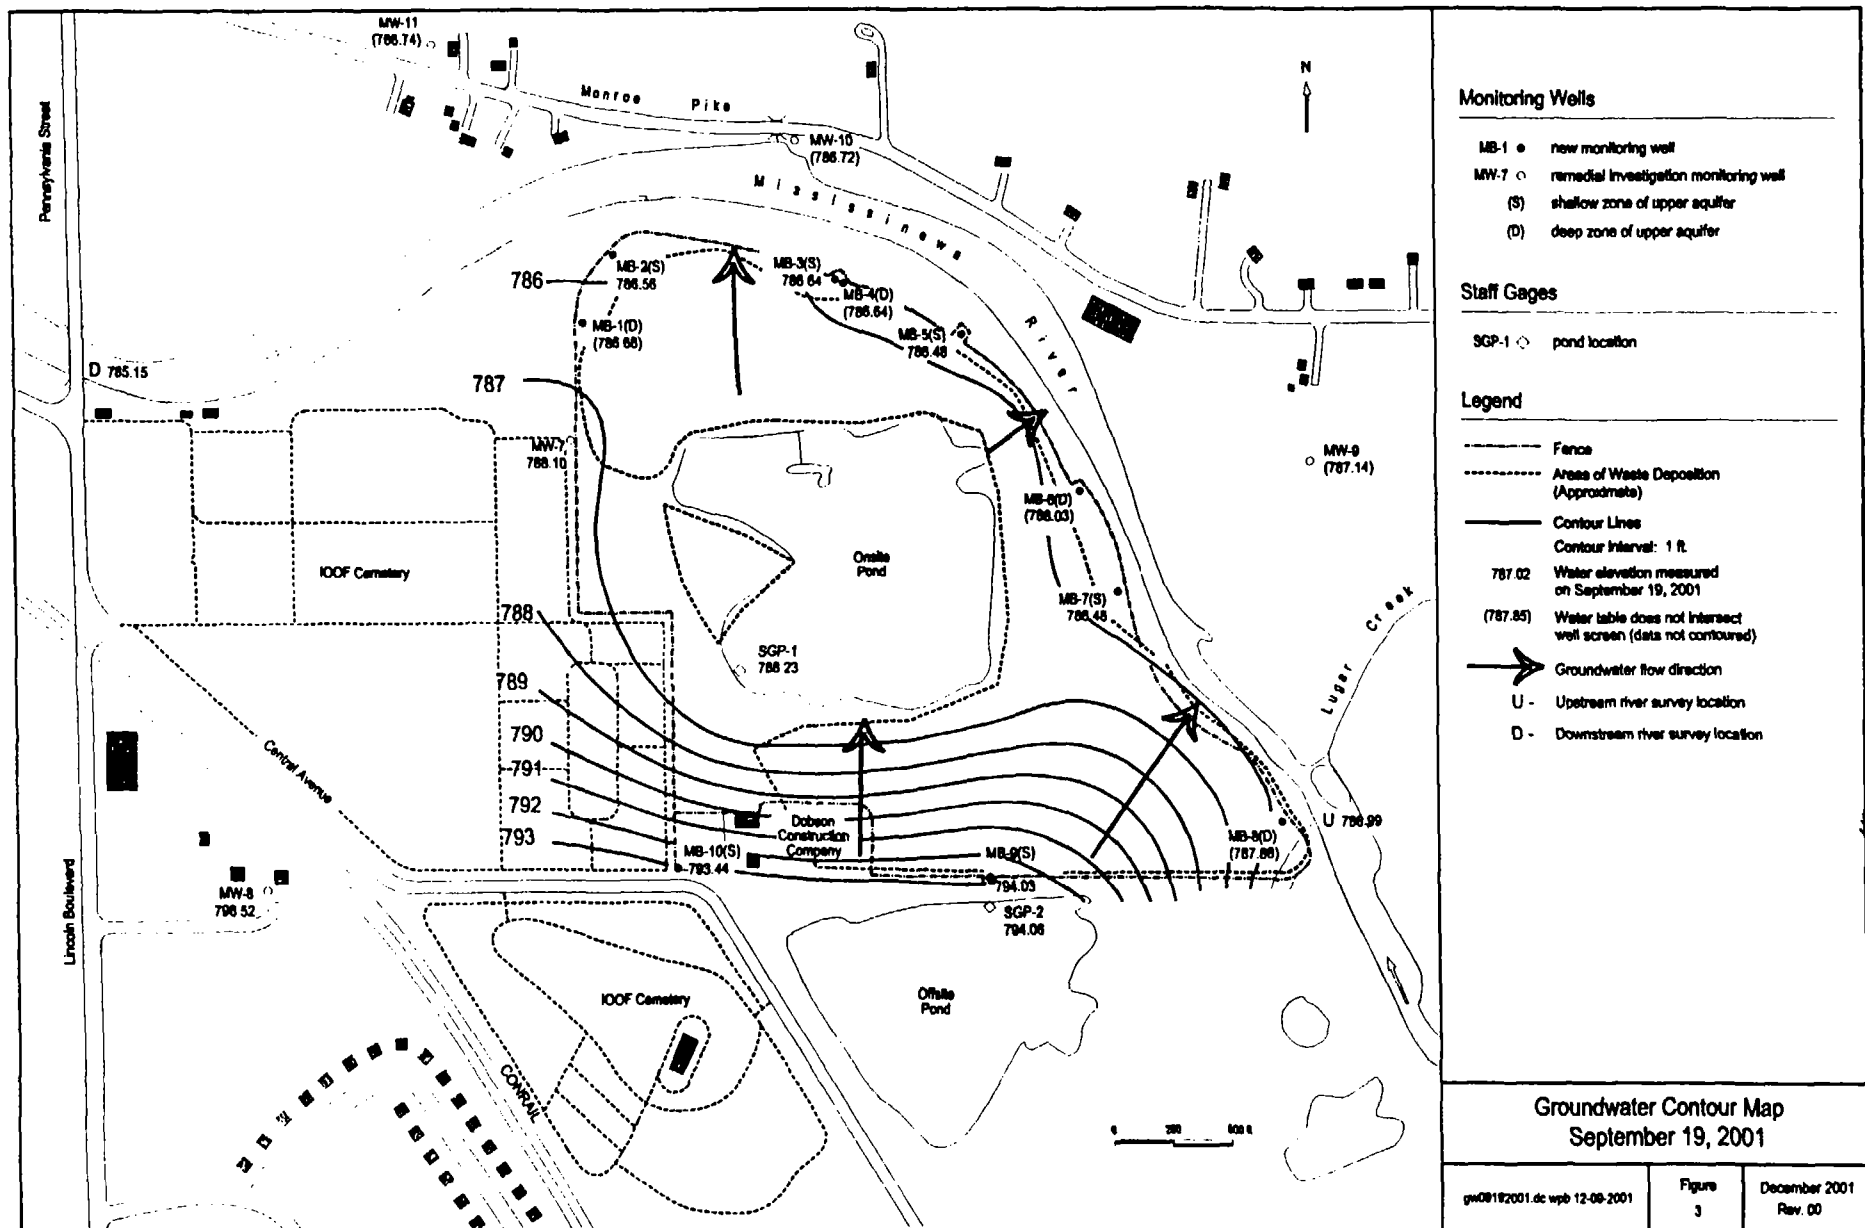 MW-11
(786.74)
Monroe Pike
MW-10
(786.72)
Mississinewa
River
N
Pennsylvania Street
786
MB-2(S)
786.56
MB-3(S)
786.64
MB-4(D)
(786.64)
MB-1(D)
(786.68)
MB-5(S)
786.48
D 785.15
787
MW-7
788.10
MW-9
(787.14)
MB-6(D)
(788.03)
Onsite
Pond
IOOF Cemetery
MB-7(S)
786.48
788
SGP-1
786.23
Luger Creek
789
790
Central Avenue
791
792
793
Dobson
Construction
Company
MB-10(S)
793.44
MB-9(S)
794.03
MB-8(D)
(787.88)
U 786.99
MW-8
798.52
SGP-2
794.06
Lincoln Boulevard
IOOF Cemetery
Offsite
Pond
CONRAIL
Monitoring Wells
MB-1 new monitoring well
MW-7 remedial investigation monitoring well
(S) shallow zone of upper aquifer
(D) deep zone of upper aquifer
Staff Gages
SGP-1 pond location
Legend
Fence
Areas of Waste Deposition
(Approximate)
Contour Lines
Contour Interval: 1 ft.
787.02 Water elevation measured
on September 19, 2001
(787.85) Water table does not intersect
well screen (data not contoured)
Groundwater flow direction
U - Upstream river survey location
D - Downstream river survey location
Groundwater Contour Map
September 19, 2001
gw09192001.dc wpb 12-09-2001
Figure
3
December 2001
Rev. 00